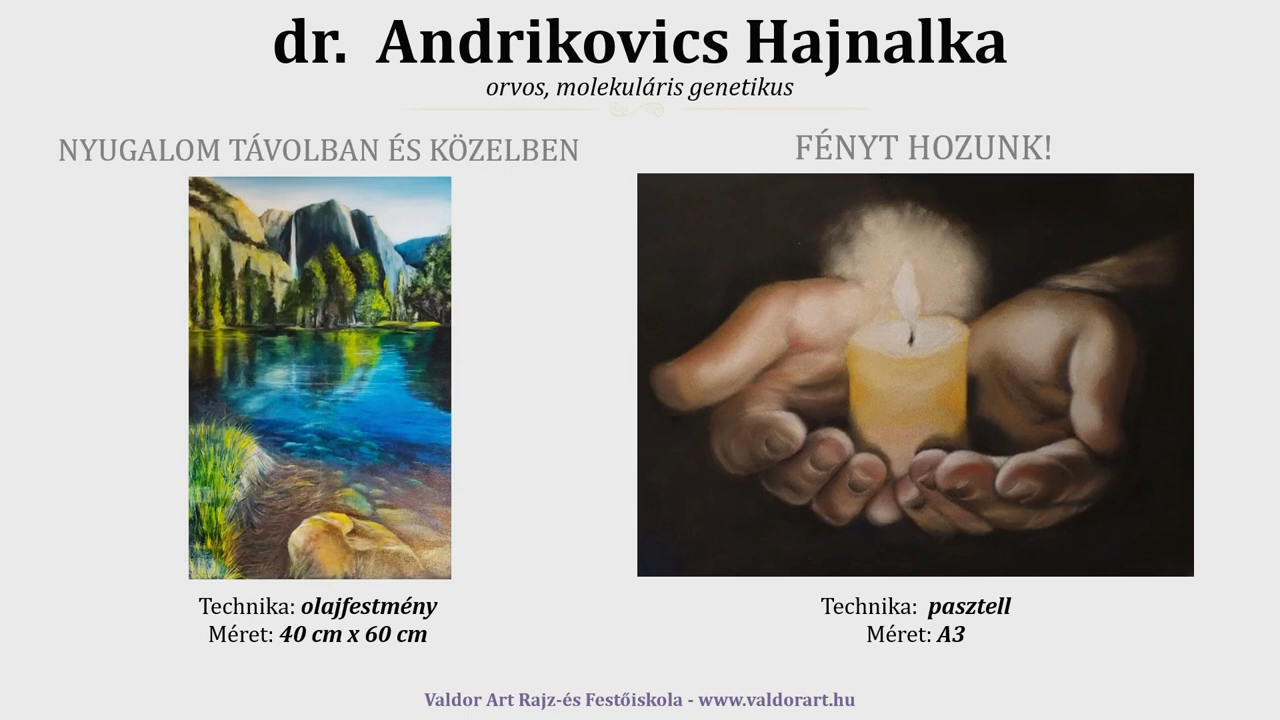 dr. Andrikovics Hajnalka
orvos, molekuláris genetikus
NYUGALOM TÁVOLBAN ÉS KÖZELBEN
Technika: olajfestmény
Méret: 40 cm x 60 cm
FÉNYT HOZUNK!
Technika: pasztell
Méret: A3
Valdor Art Rajz-és Festőiskola - www.valdorart.hu